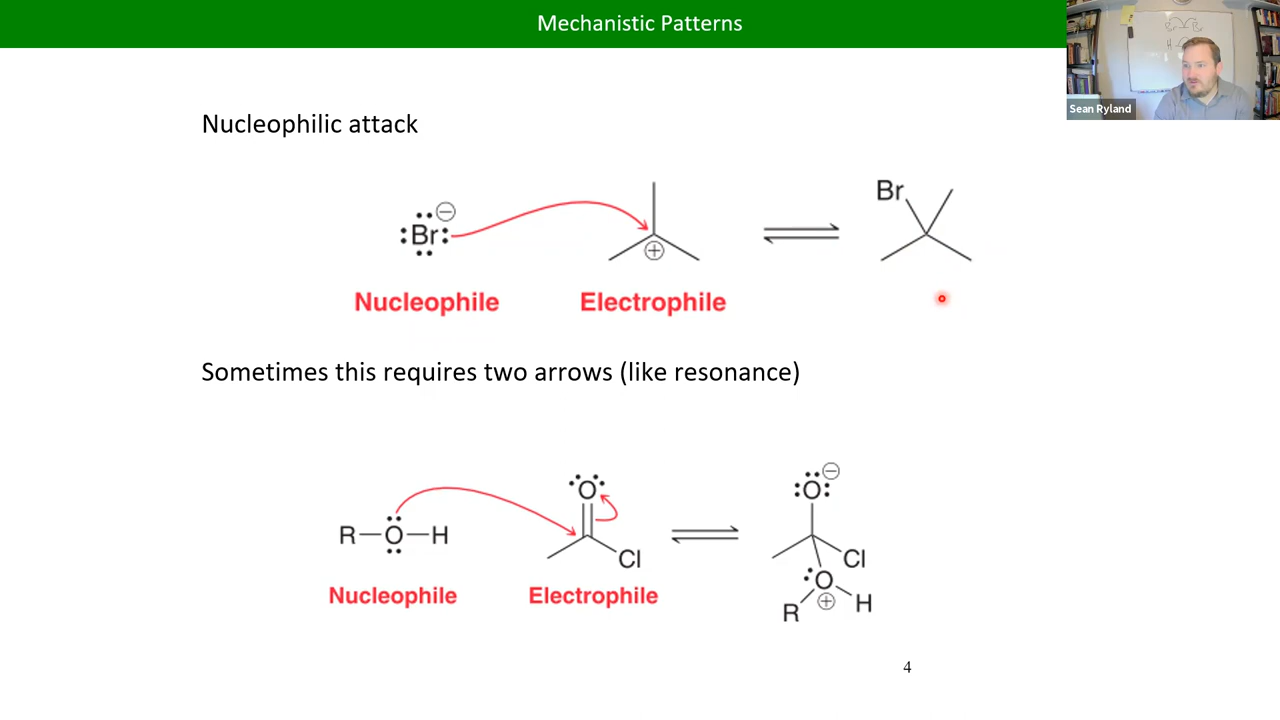 Mechanistic Patterns
Sean Ryland
Nucleophilic attack
Br
⊖
⊕
Br
Nucleophile
Electrophile
Sometimes this requires two arrows (like resonance)
R—O—H
O
Cl
O
⊖
Cl
O
⊕
R
H
Nucleophile
Electrophile
4